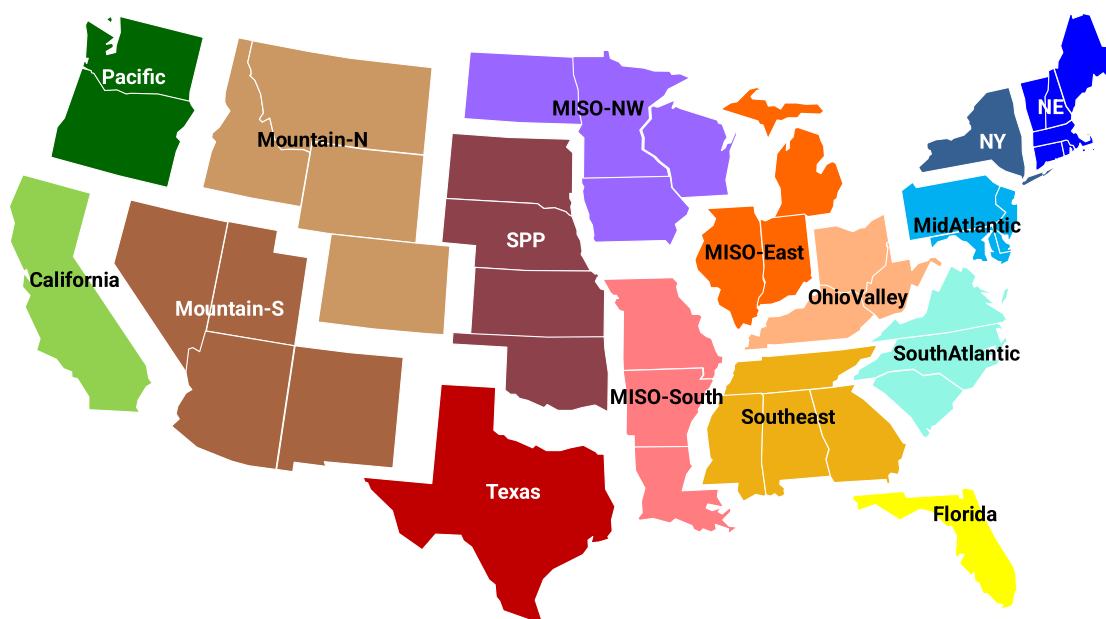 Pacific
MISO-NW
NE
Mountain-N
NY
MidAtlantic
SPP
MISO-East
California
OhioValley
Mountain-S
SouthAtlantic
MISO-South
Southeast
Texas
Florida